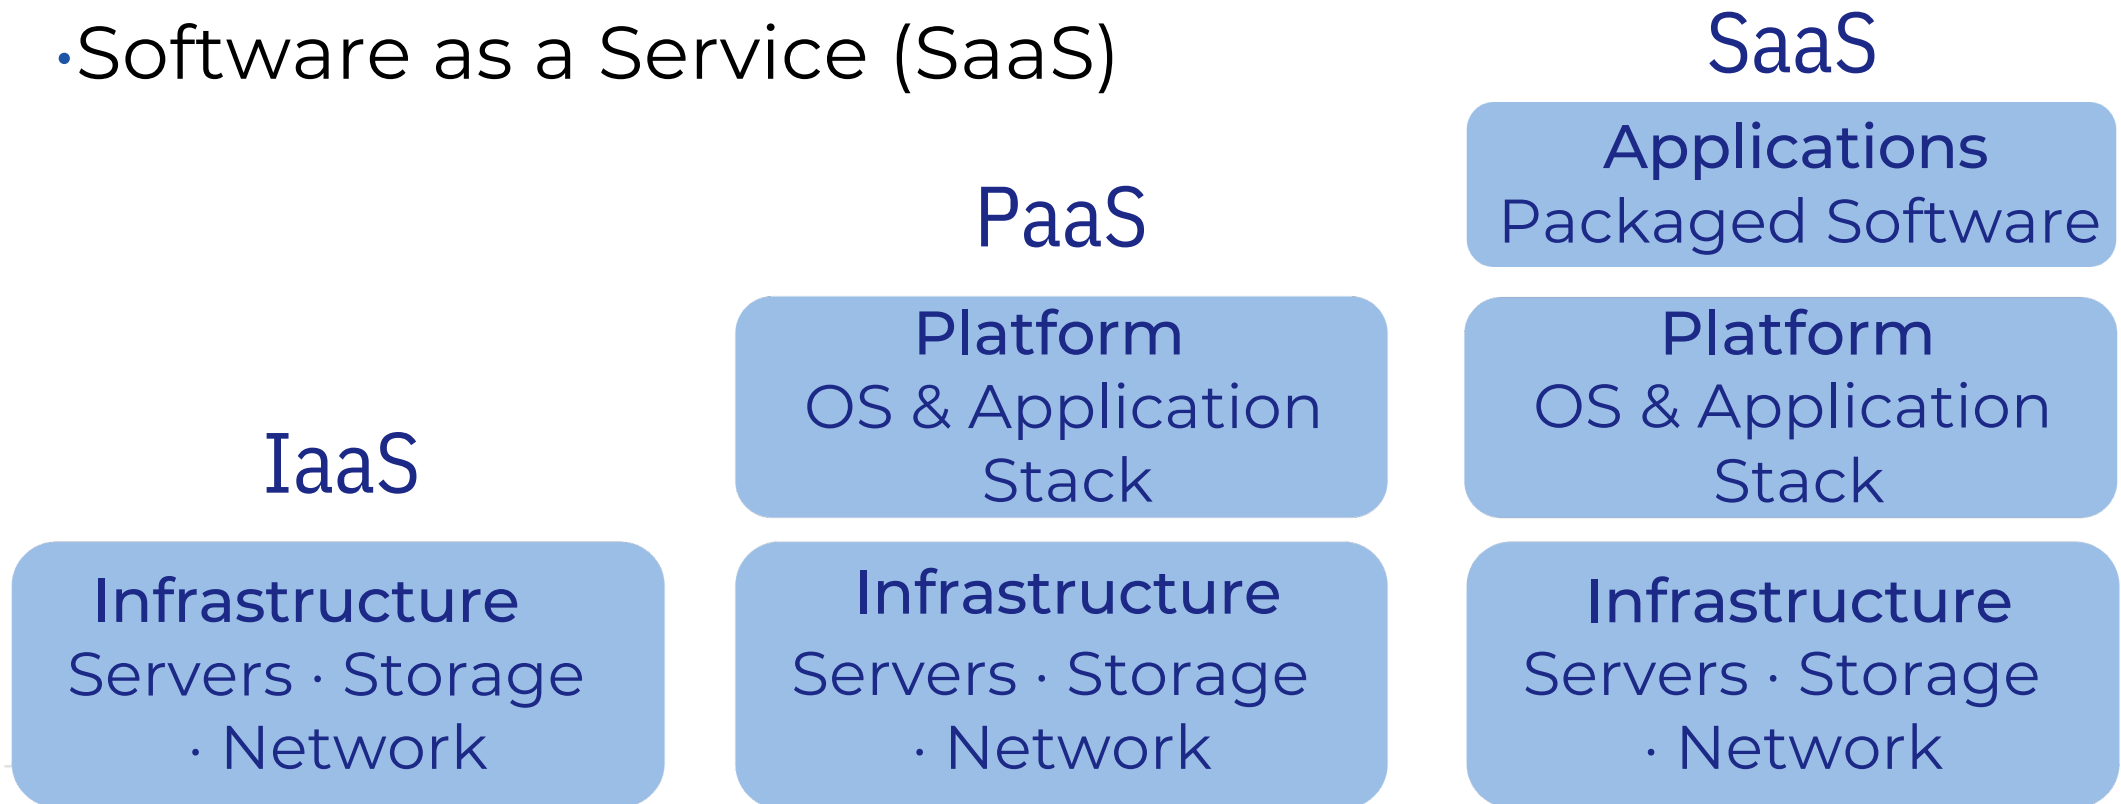 ·Software as a Service (SaaS)
IaaS
Infrastructure
Servers · Storage
· Network
PaaS
Platform
OS & Application
Stack
Infrastructure
Servers · Storage
· Network
SaaS
Applications
Packaged Software
Platform
OS & Application
Stack
Infrastructure
Servers · Storage
· Network